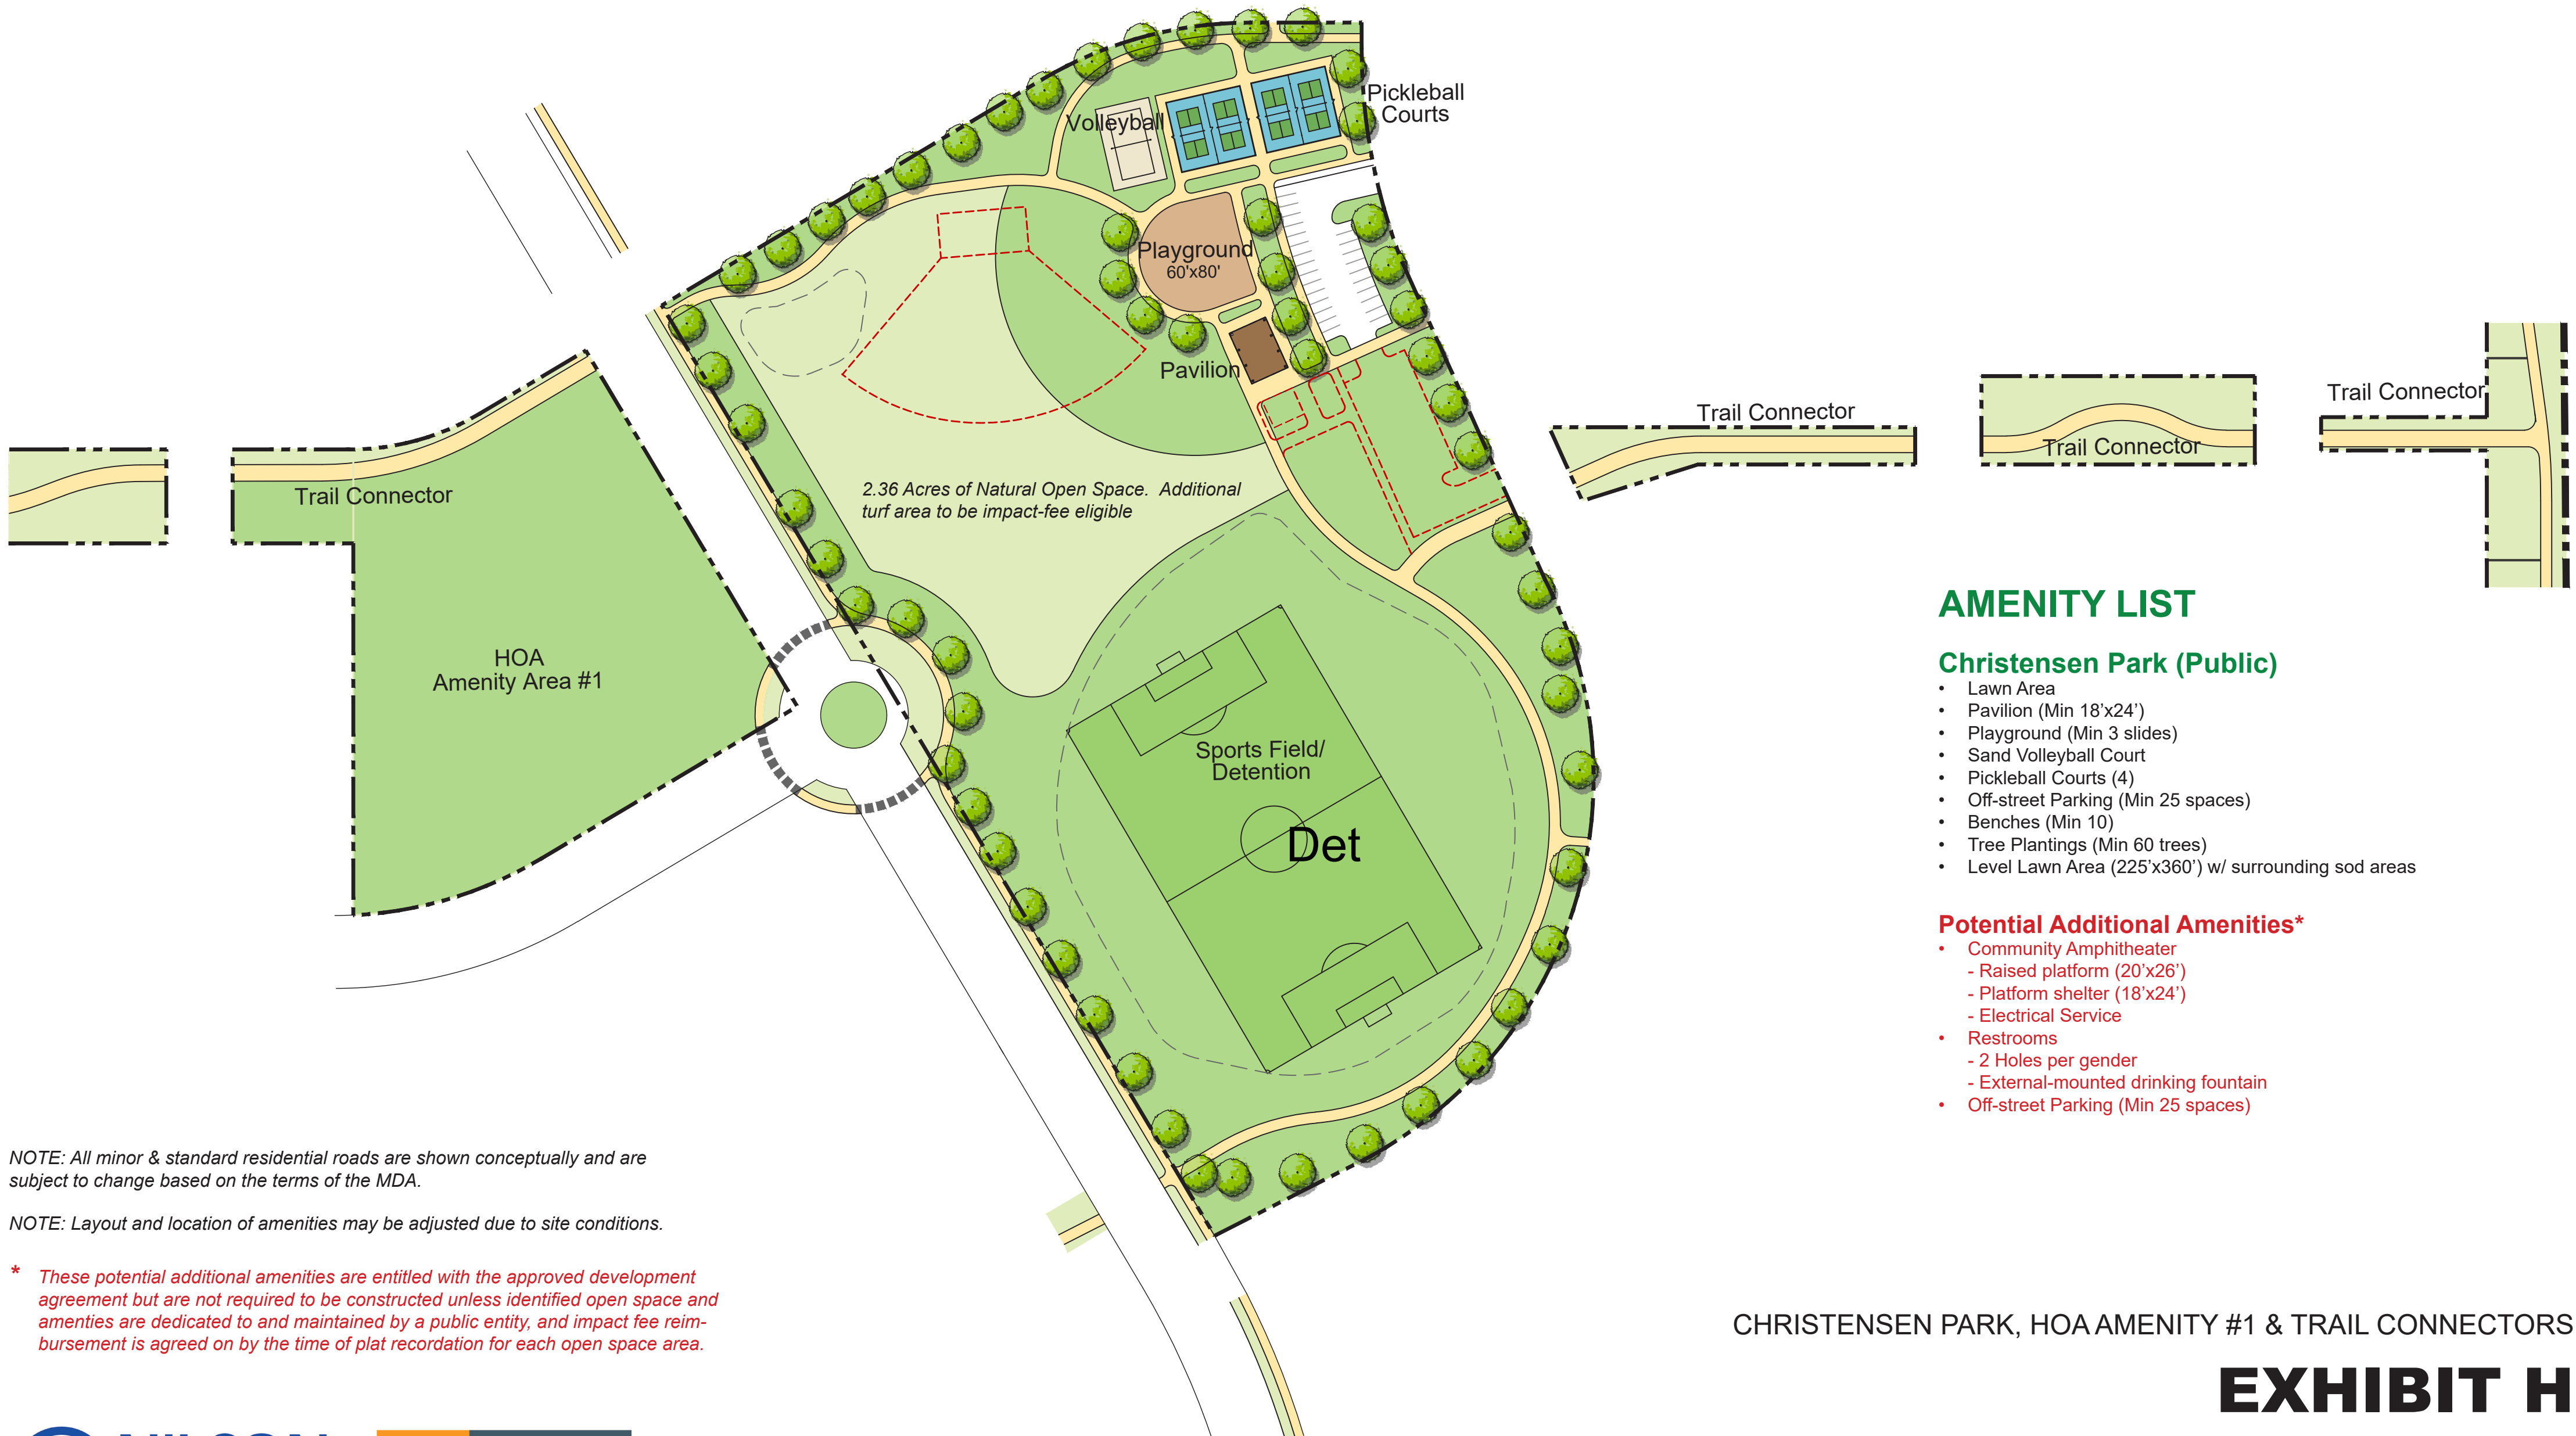 Pickleball
Courts
Volleyball
Playground
60'x80'
Pavilion
Trail Connector
Trail Connector
Trail Connector
Trail Connector
2.36 Acres of Natural Open Space.  Additional
turf area to be impact-fee eligible
HOA
Amenity Area #1
Sports Field/
Detention
Det
AMENITY LIST
Christensen Park (Public)
• Lawn Area
• Pavilion (Min 18’x24’)
• Playground (Min 3 slides)
• Sand Volleyball Court
• Pickleball Courts (4)
• Off-street Parking (Min 25 spaces)
• Benches (Min 10)
• Tree Plantings (Min 60 trees)
• Level Lawn Area (225’x360’) w/ surrounding sod areas
Potential Additional Amenities*
• Community Amphitheater
- Raised platform (20’x26’)
- Platform shelter (18’x24’)
- Electrical Service
• Restrooms
- 2 Holes per gender
- External-mounted drinking fountain
• Off-street Parking (Min 25 spaces)
NOTE: All minor & standard residential roads are shown conceptually and are
subject to change based on the terms of the MDA.
NOTE: Layout and location of amenities may be adjusted due to site conditions.
* These potential additional amenities are entitled with the approved development
agreement but are not required to be constructed unless identified open space and
amenties are dedicated to and maintained by a public entity, and impact fee reim-
bursement is agreed on by the time of plat recordation for each open space area.
CHRISTENSEN PARK, HOA AMENITY #1 & TRAIL CONNECTORS
EXHIBIT H